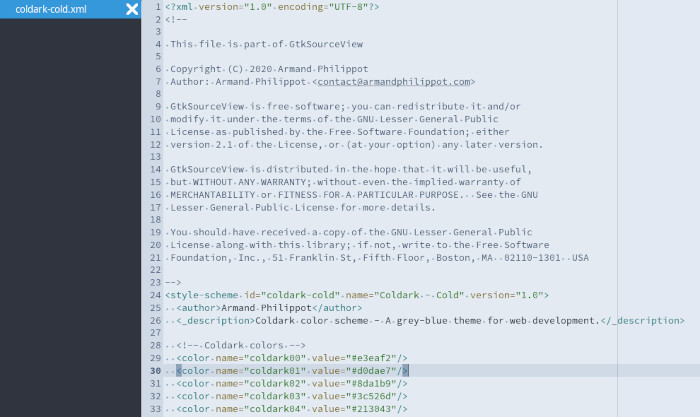 coldark-cold.xml
1 <?xml version="1.0" encoding="UTF-8"?>
2 <!--
3
4 This file is part of GtkSourceView
5
6 Copyright (C) 2020 Armand Philippot
7 Author: Armand Philippot <contact@armandphilippot.com>
8
9 GtkSourceView is free software; you can redistribute it and/or
10 modify it under the terms of the GNU Lesser General Public
11 License as published by the Free Software Foundation; either
12 version 2.1 of the License, or (at your option) any later version.
13
14 GtkSourceView is distributed in the hope that it will be useful,
15 but WITHOUT ANY WARRANTY; without even the implied warranty of
16 MERCHANTABILITY or FITNESS FOR A PARTICULAR PURPOSE. See the GNU
17 Lesser General Public License for more details.
18
19 You should have received a copy of the GNU Lesser General Public
20 License along with this library; if not, write to the Free Software
21 Foundation, Inc., 51 Franklin St, Fifth Floor, Boston, MA 02110-1301 USA
22
23 -->
24 <style-scheme id="coldark-cold" name="Coldark - Cold" version="1.0">
25 <author>Armand Philippot</author>
26 <_description>Coldark color scheme - A grey-blue theme for web development.</_description>
27
28 <!-- Coldark colors -->
29 <color name="coldark00" value="#e3eaf2"/>
30 <color name="coldark01" value="#d0dae7"/>
31 <color name="coldark02" value="#8da1b9"/>
32 <color name="coldark03" value="#3c526d"/>
33 <color name="coldark04" value="#213043"/>